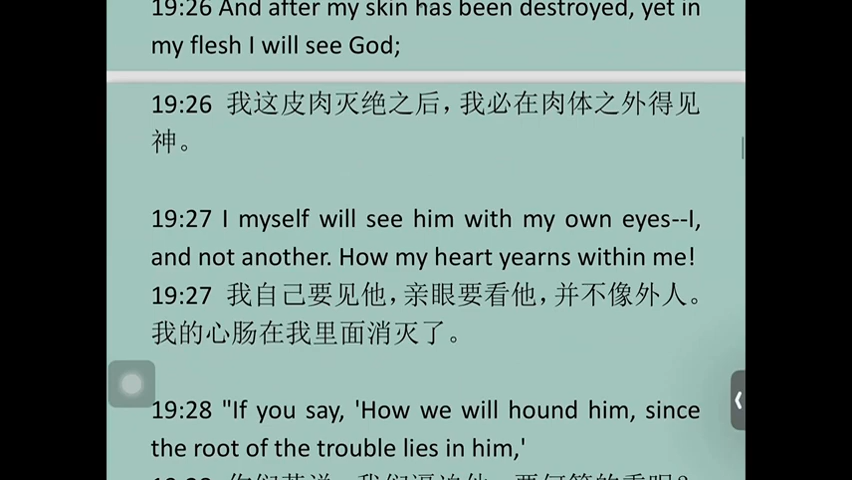 19:26 And after my skin has been destroyed, yet in
my flesh I will see God;
19:26 我这皮肉灭绝之后，我必在肉体之外得见
神。
19:27 I myself will see him with my own eyes--I,
and not another. How my heart yearns within me!
19:27 我自己要见他，亲眼要看他，并不像外人。
我的心肠在我里面消灭了。
19:28 "If you say, 'How we will hound him, since
the root of the trouble lies in him,'